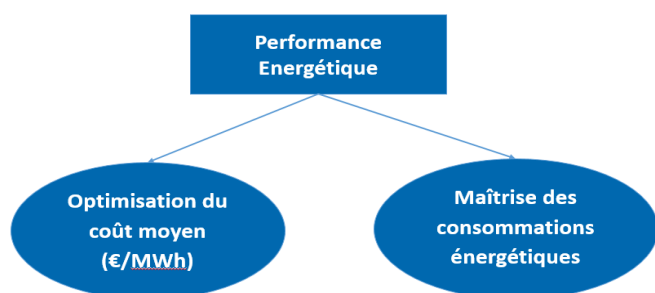 Performance
Energétique
Optimisation du
coût moyen
(€/MWh)
Maîtrise des
consommations
énergétiques